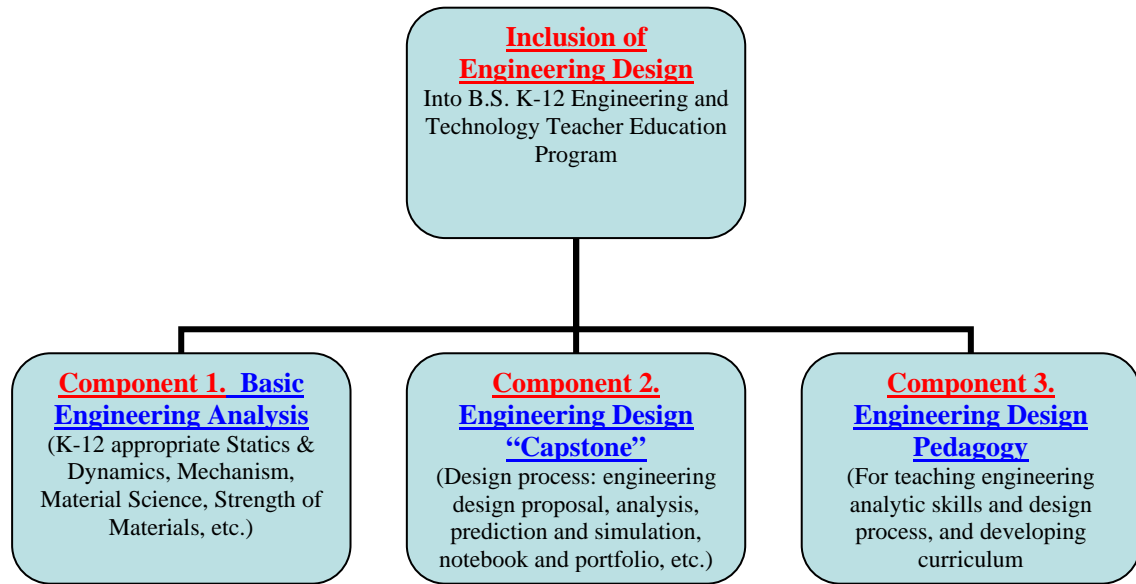 Inclusion of
Engineering Design
Into B.S. K-12 Engineering and
Technology Teacher Education
Program
Component 1. Basic
Engineering Analysis
(K-12 appropriate Statics &
Dynamics, Mechanism,
Material Science, Strength of
Materials, etc.)
Component 2.
Engineering Design
“Capstone”
(Design process: engineering
design proposal, analysis,
prediction and simulation,
notebook and portfolio, etc.)
Component 3.
Engineering Design
Pedagogy
(For teaching engineering
analytic skills and design
process, and developing
curriculum